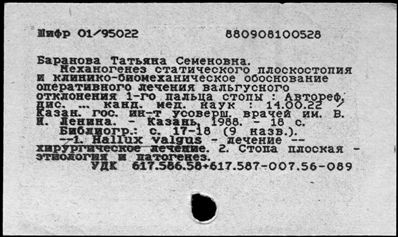 Шифр 01/95022 880908100528
Баранова Татьяна Семеновна.
Механогенез статического плоскостопия
и клинико-биомеханическое обоснование
оперативного лечения вальгусного
отклонения 1-го пальца стопы : Автореф.
дис. ... канд. мед. наук : 14.00.22 /
Казан. гос. ин-т усоверш. врачей им. В.
И. Ленина. - Казань, 1988. - 18 с.
Библиогр.: с. 17-18 (9 назв.).
--1. Hallux valgus - лечение --
хирургическое лечение. 2. Стопа плоская -
этиология и патогенез.
УДК 617.586.58+617.587-007.56-089